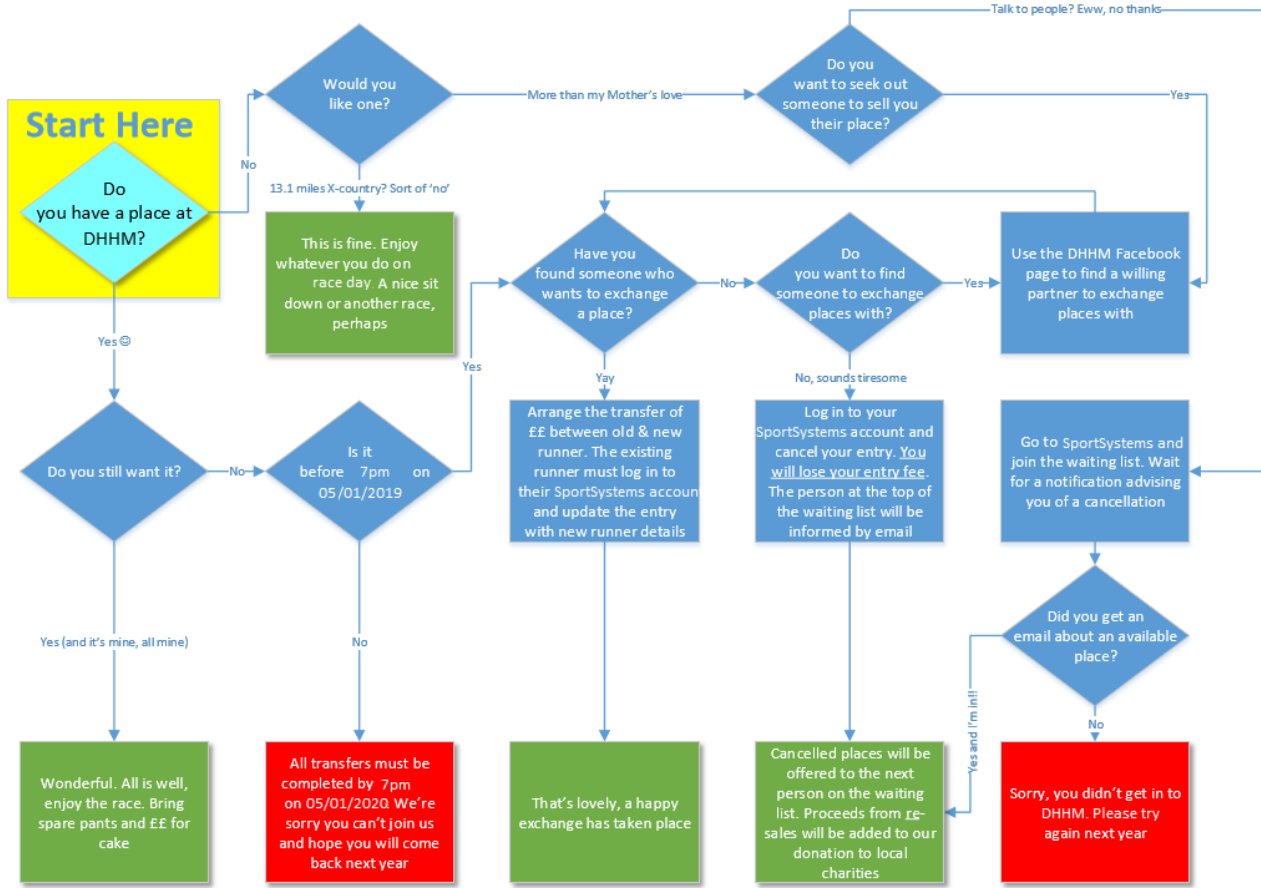 Talk to people? Eww, no thanks
Would you
like one?
More than my Mother's love
Do you
want to seek out
someone to sell you
their place?
Yes
Start Here
Do
you have a place at
DHHM?
No
13.1 miles X-country? Sort of 'no'
This is fine. Enjoy
whatever you do on
race day. A nice sit
down or another race,
perhaps
Have you
found someone who
wants to exchange
a place?
No
Do
you want to find
someone to exchange
places with?
Yes
Use the DHHM Facebook
page to find a willing
partner to exchange
places with
Yes ☺
Yes
Yay
No, sounds tiresome
Do you still want it?
No
Is it
before 7pm on
05/01/2019
Arrange the transfer of
££ between old & new
runner. The existing
runner must log in to
their SportSystems account
and update the entry
with new runner details
Log in to your
SportSystems account and
cancel your entry. You
will lose your entry fee.
The person at the top of
the waiting list will be
informed by email
Go to SportSystems and
join the waiting list. Wait
for a notification advising
you of a cancellation
Did you get an
email about an available
place?
Yes (and it's mine, all mine)
No
Yes and I'm in!!
No
Wonderful. All is well,
enjoy the race. Bring
spare pants and ££ for
cake
All transfers must be
completed by 7pm
on 05/01/2020. We're
sorry you can't join us
and hope you will come
back next year
That's lovely, a happy
exchange has taken place
Cancelled places will be
offered to the next
person on the waiting
list. Proceeds from re-
sales will be added to our
donation to local
charities
Sorry, you didn't get in to
DHHM. Please try
again next year